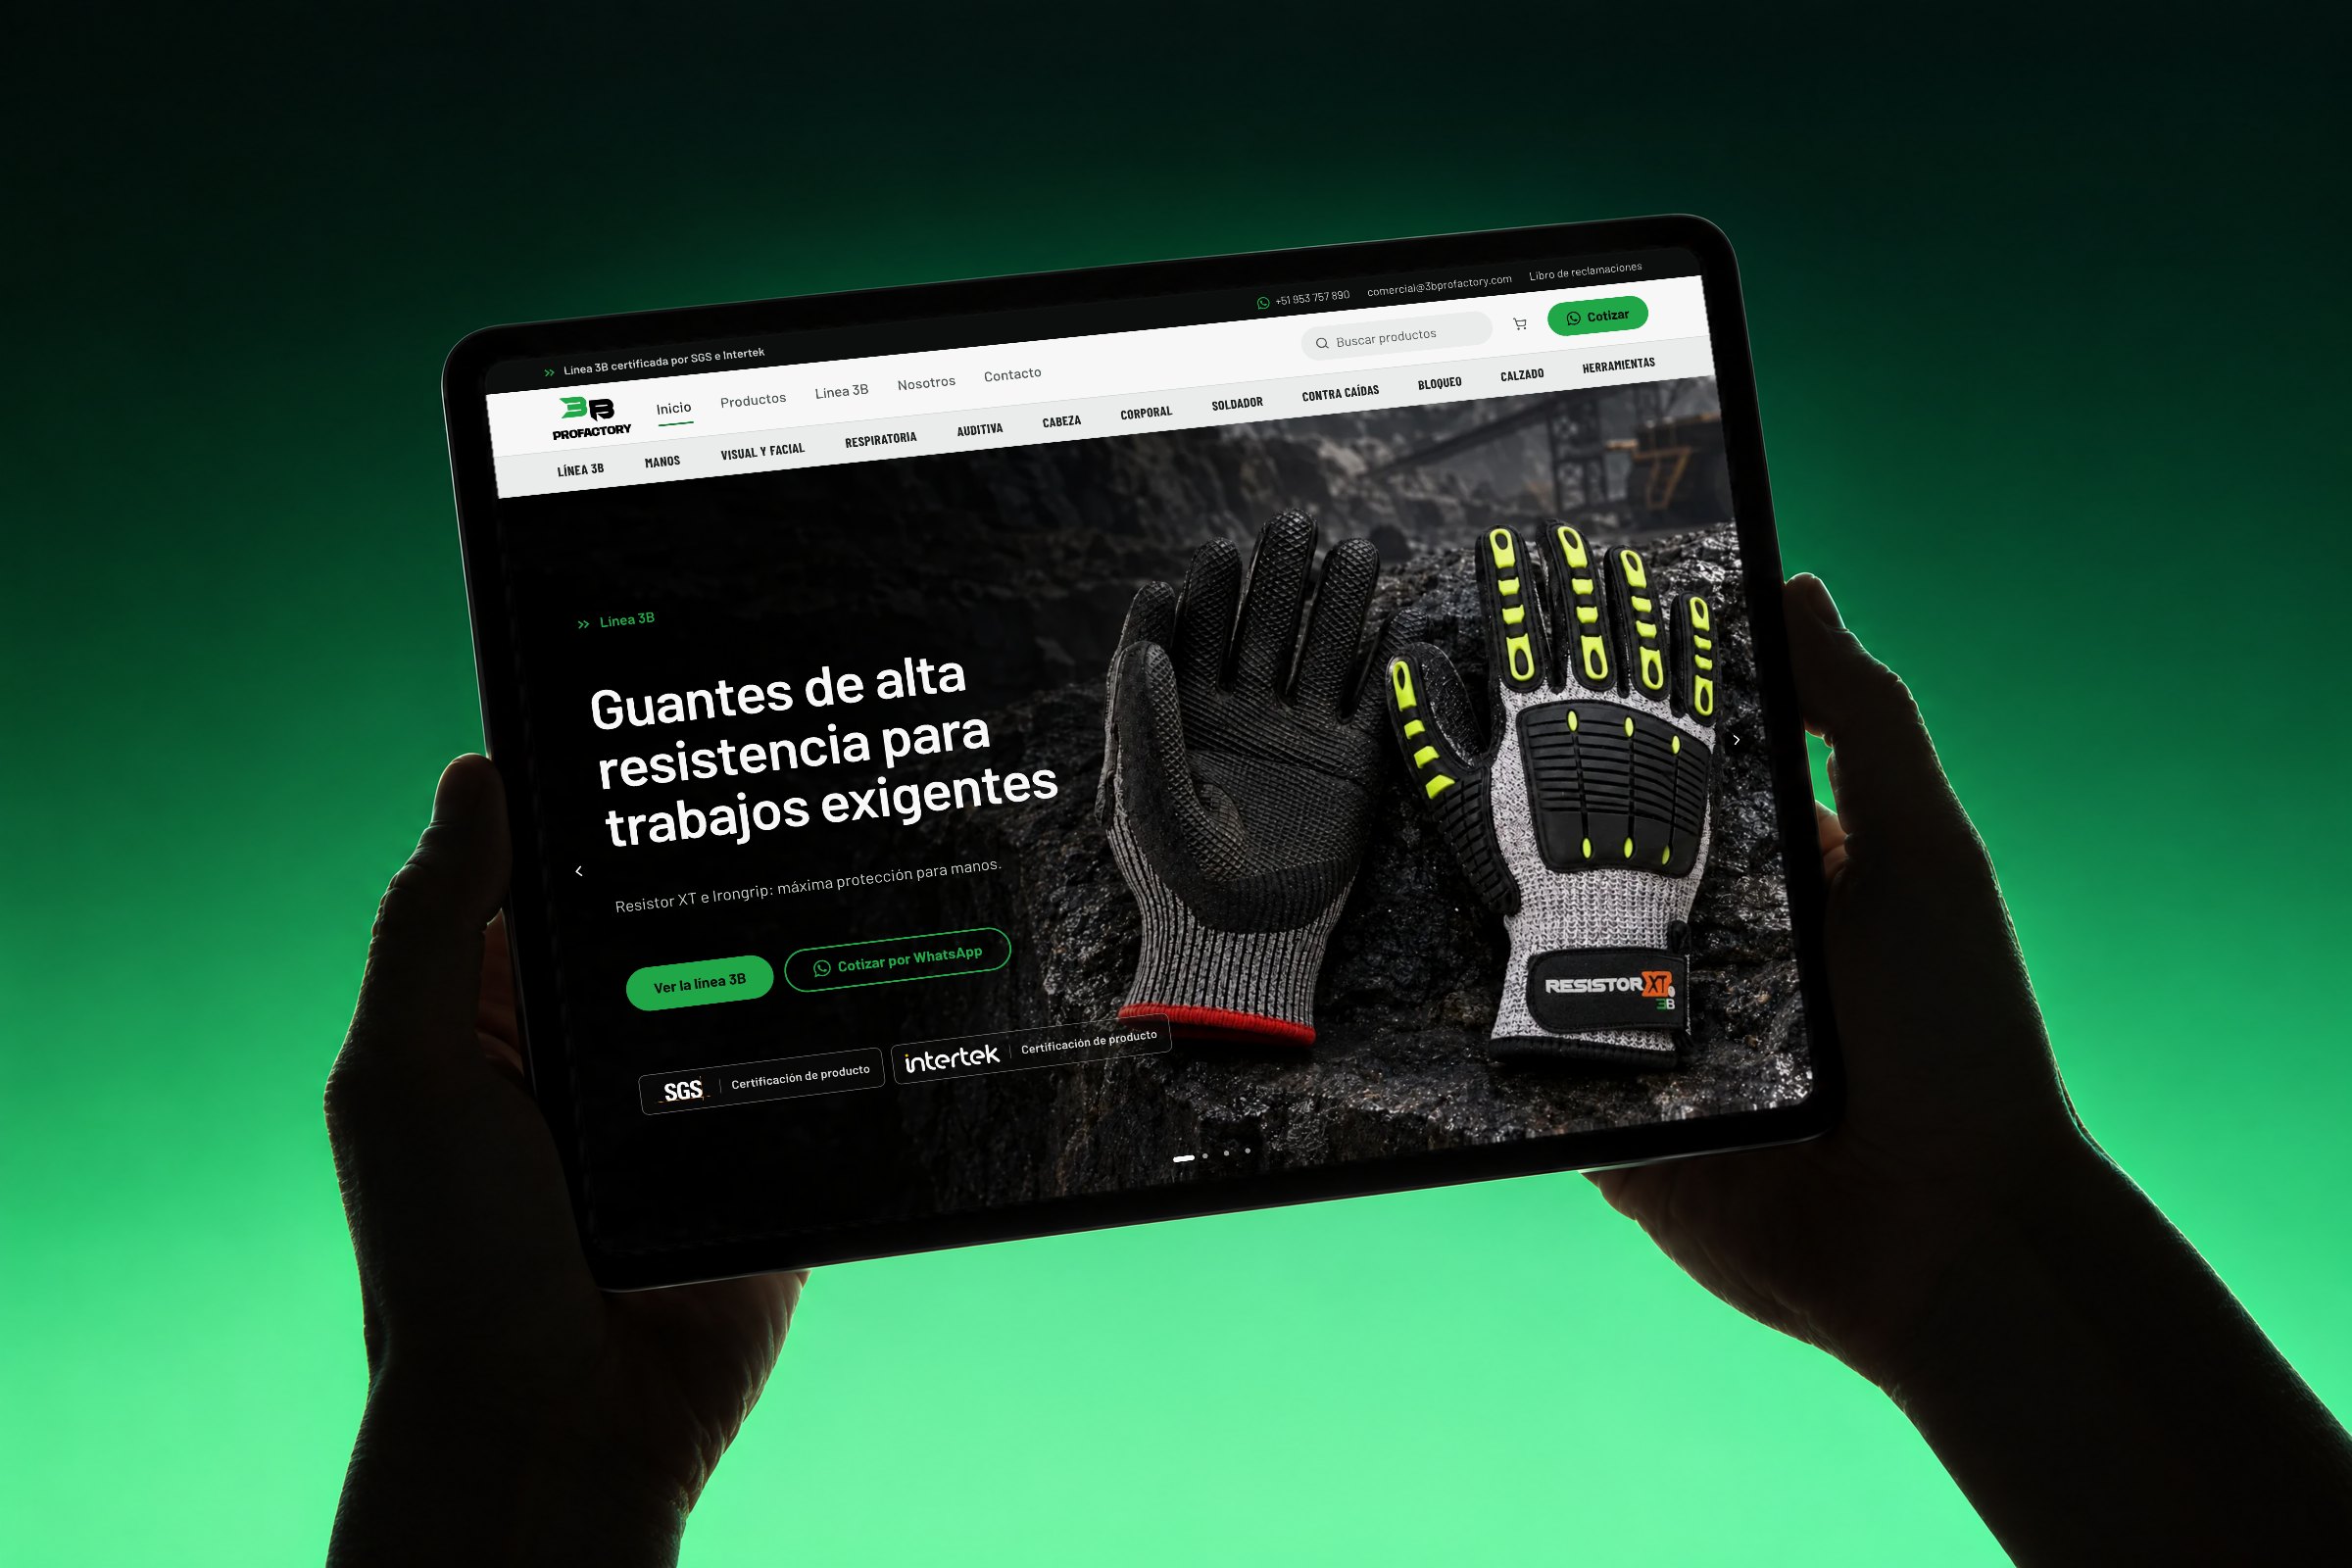 Línea 3B certificada por SGS e Intertek
+51 953 757 890 comercial@3bprofactory.com Libro de reclamaciones
3B
PROFACTORY
Inicio Productos Línea 3B Nosotros Contacto
Buscar productos
Cotizar
LÍNEA 3B MANOS VISUAL Y FACIAL RESPIRATORIA AUDITIVA CABEZA CORPORAL SOLDADOR CONTRA CAÍDAS BLOQUEO CALZADO HERRAMIENTAS
Línea 3B
Guantes de alta
resistencia para
trabajos exigentes
Resistor XT e Irongrip: máxima protección para manos.
Ver la línea 3B
Cotizar por WhatsApp
SGS Certificación de producto
intertek Certificación de producto
RESISTOR XT
3B